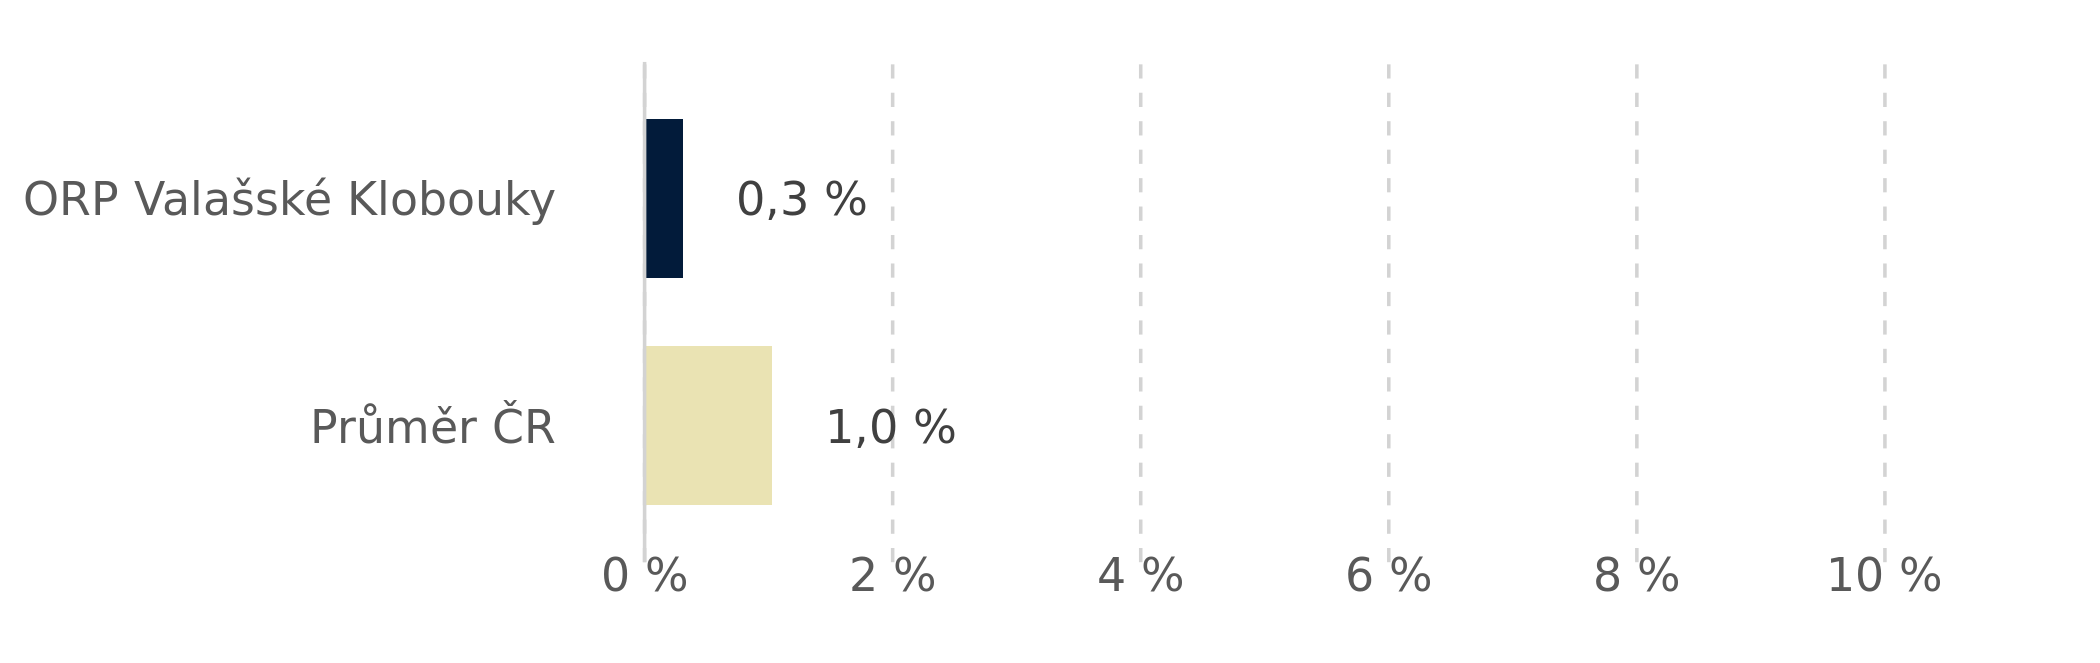 ORP Valašské Klobouky 0,3 %
Průměr ČR 1,0 %
0 % 2 % 4 % 6 % 8 % 10 %